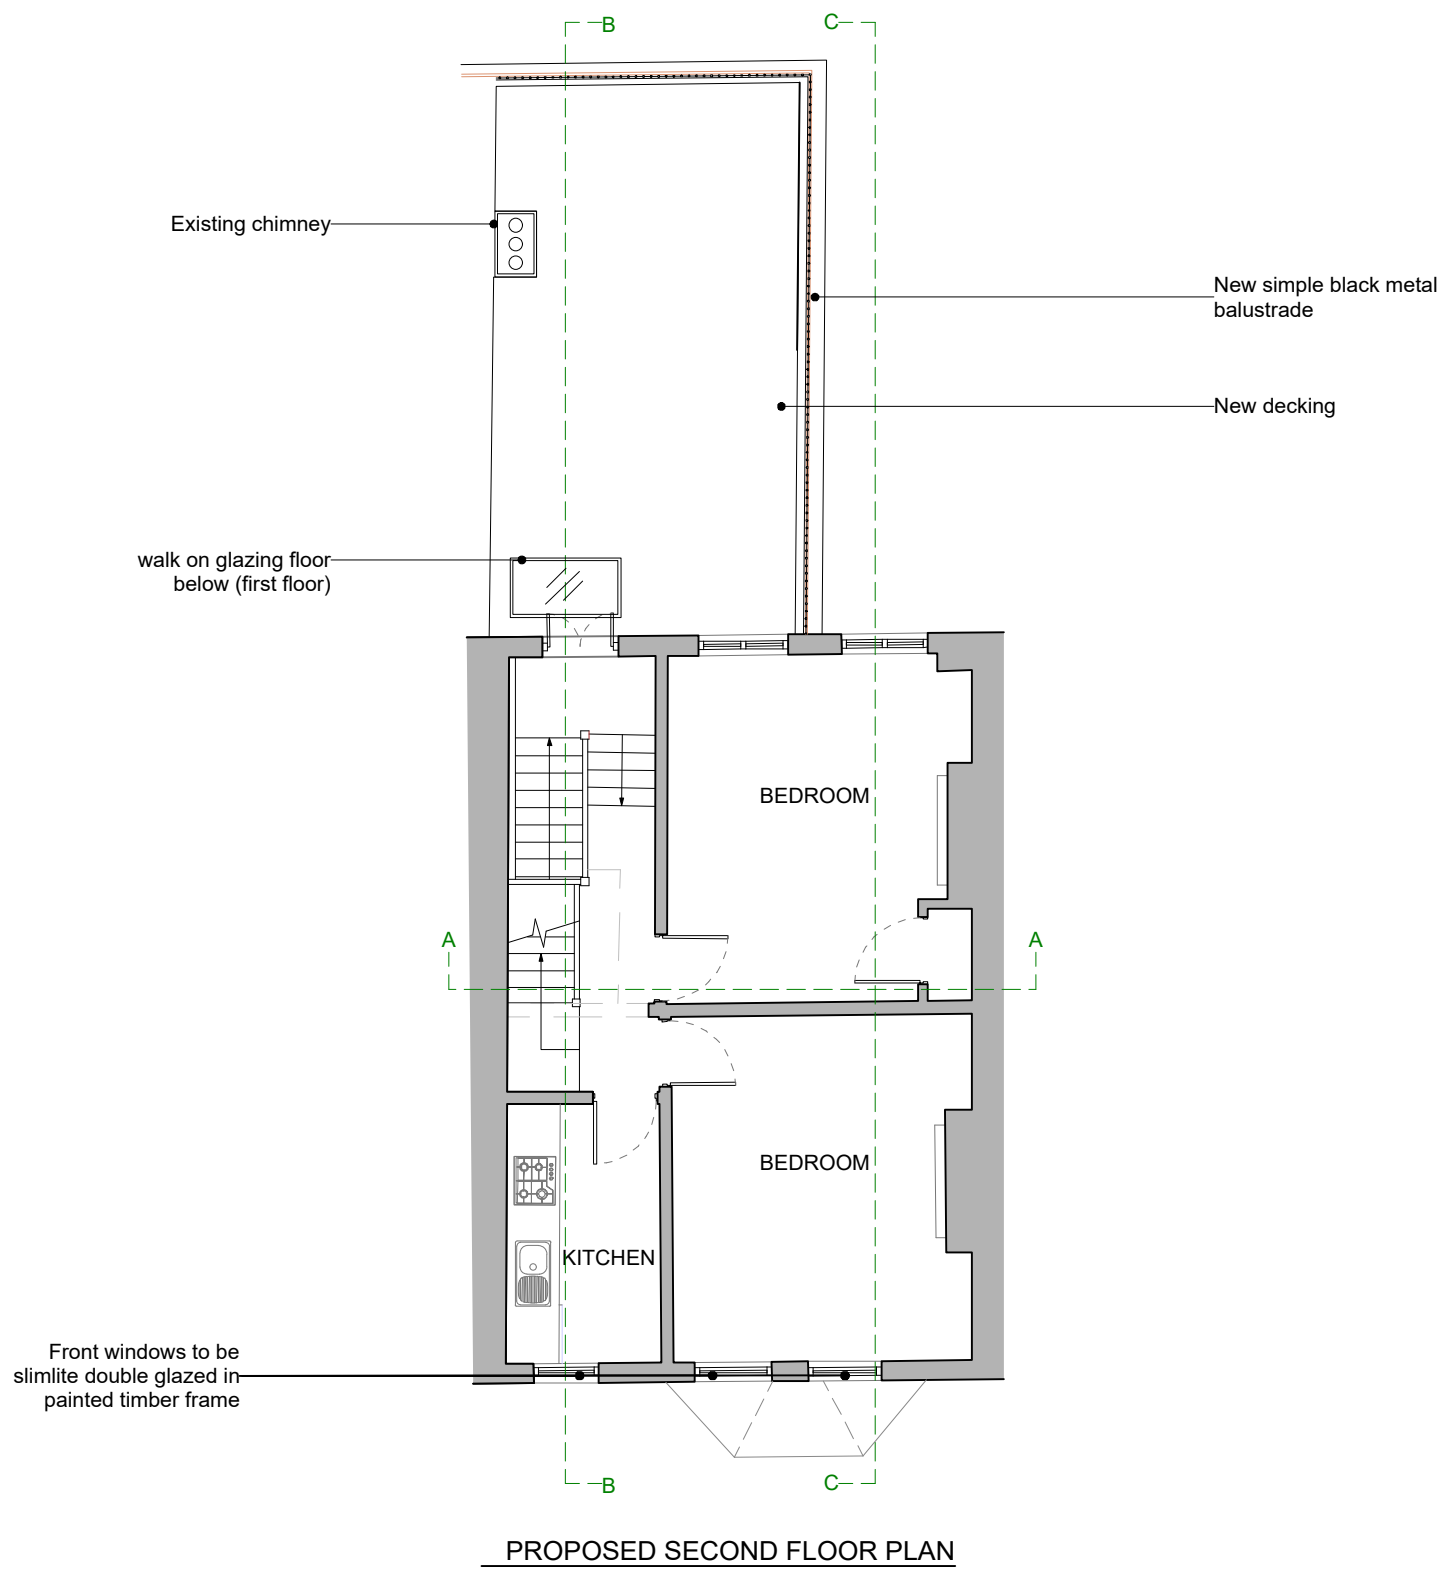 B
C
Existing chimney
New simple black metal
balustrade
New decking
walk on glazing floor
below (first floor)
BEDROOM
A
A
BEDROOM
KITCHEN
Front windows to be
slimlite double glazed in
painted timber frame
B
C
PROPOSED SECOND FLOOR PLAN